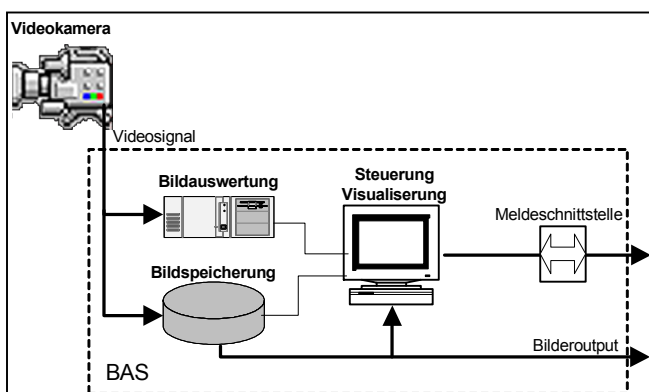 Videokamera
Videosignal
Bildauswertung
Steuerung
Visualiserung
Meldeschnittstelle
Bildspeicherung
Bilderoutput
BAS